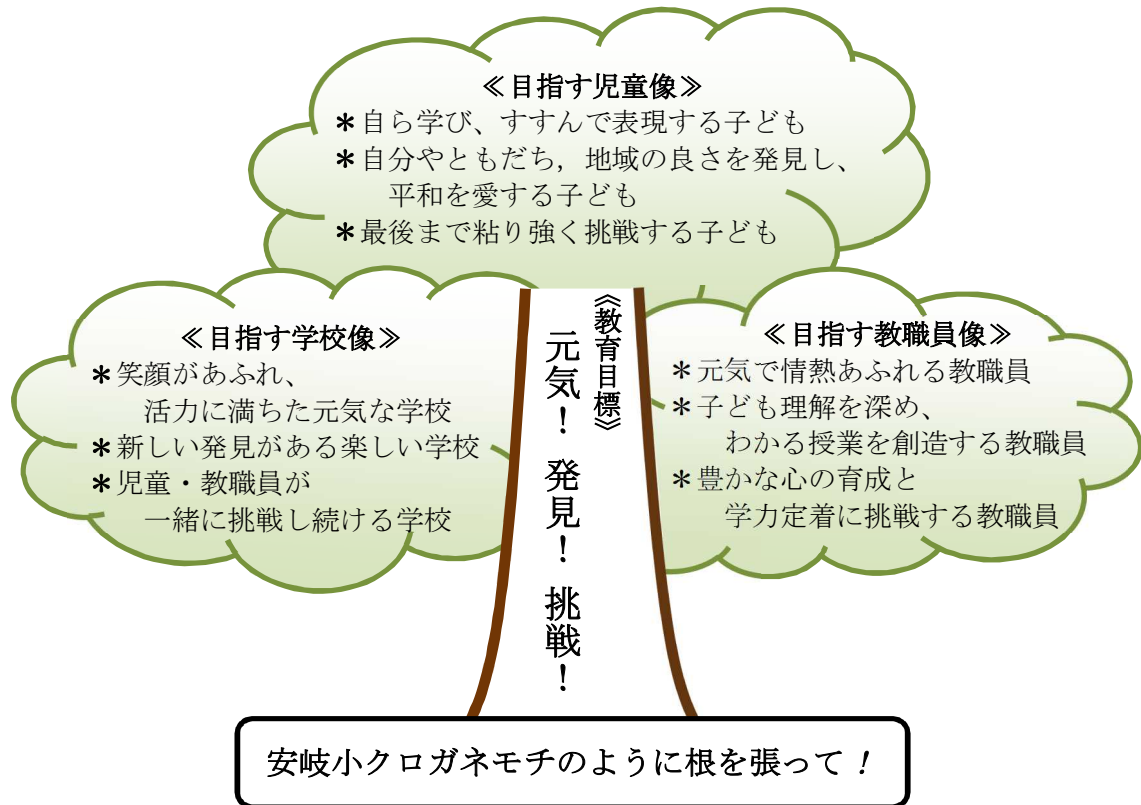 ≪目指す児童像≫
＊自ら学び、すすんで表現する子ども
＊自分やともだち，地域の良さを発見し、
平和を愛する子ども
＊最後まで粘り強く挑戦する子ども
≪目指す学校像≫
＊笑顔があふれ、
活力に満ちた元気な学校
＊新しい発見がある楽しい学校
＊児童・教職員が
一緒に挑戦し続ける学校
≪教育目標≫
元気！発見！挑戦！
≪目指す教職員像≫
＊元気で情熱あふれる教職員
＊子ども理解を深め、
わかる授業を創造する教職員
＊豊かな心の育成と
学力定着に挑戦する教職員
安岐小クロガネモチのように根を張って！